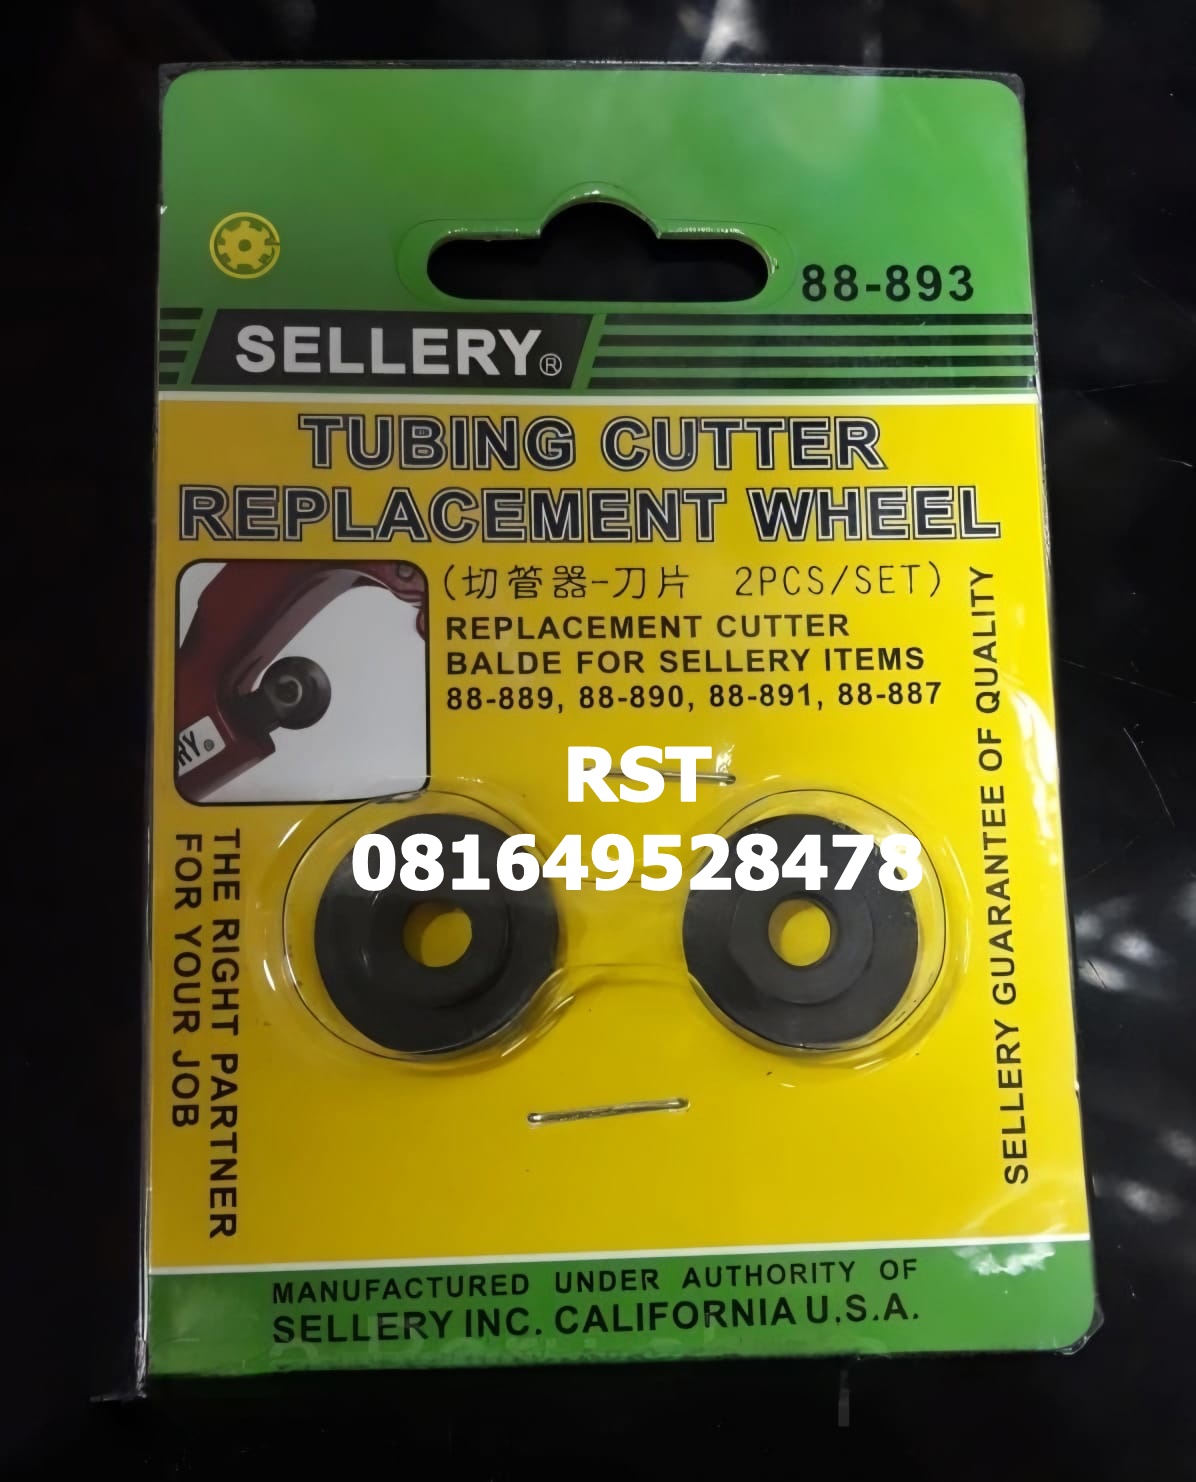 88-893
SELLERY®
TUBING CUTTER
REPLACEMENT WHEEL
(切管器-刀片 2PCS/SET)
REPLACEMENT CUTTER
BALDE FOR SELLERY ITEMS
88-889, 88-890, 88-891, 88-887
RY®
RST
081649528478
THE RIGHT PARTNER
FOR YOUR JOB
SELLERY GUARANTEE OF QUALITY
MANUFACTURED UNDER AUTHORITY OF
SELLERY INC. CALIFORNIA U.S.A.